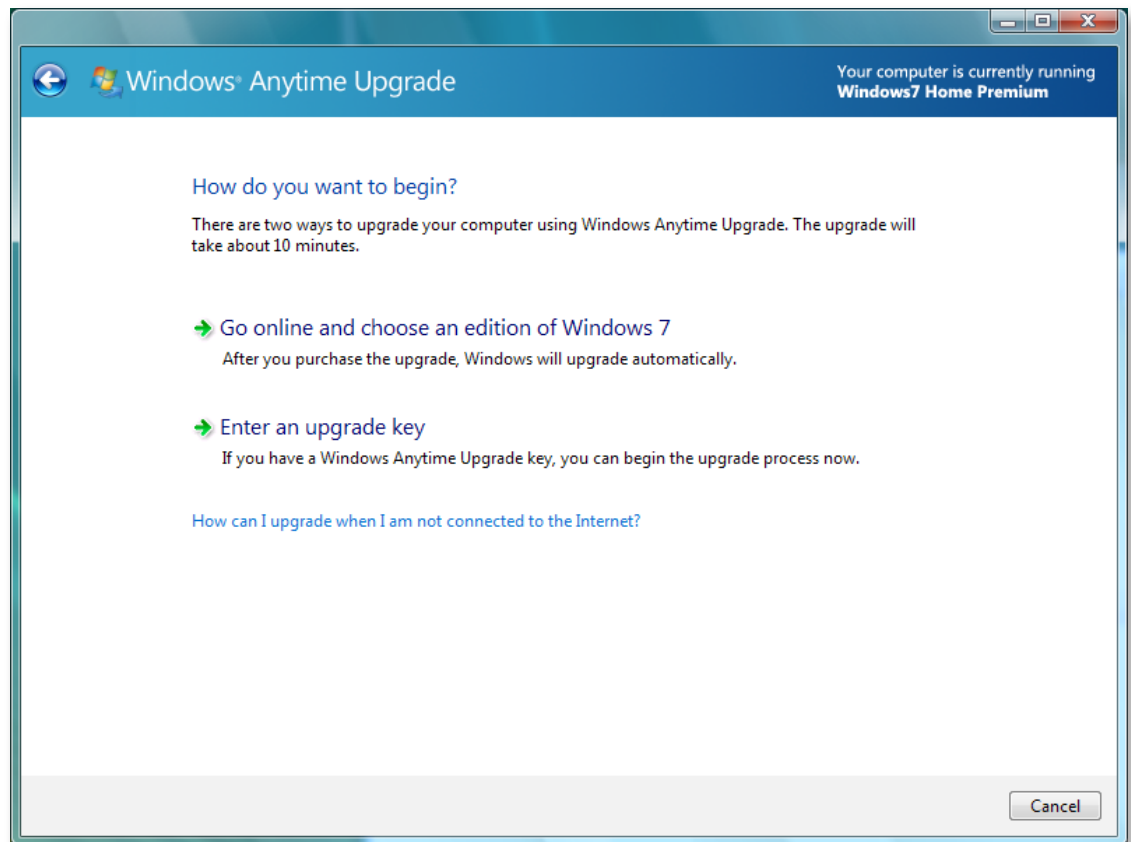 Windows® Anytime Upgrade
Your computer is currently running
Windows7 Home Premium
How do you want to begin?
There are two ways to upgrade your computer using Windows Anytime Upgrade. The upgrade will
take about 10 minutes.
Go online and choose an edition of Windows 7
After you purchase the upgrade, Windows will upgrade automatically.
Enter an upgrade key
If you have a Windows Anytime Upgrade key, you can begin the upgrade process now.
How can I upgrade when I am not connected to the Internet?
Cancel